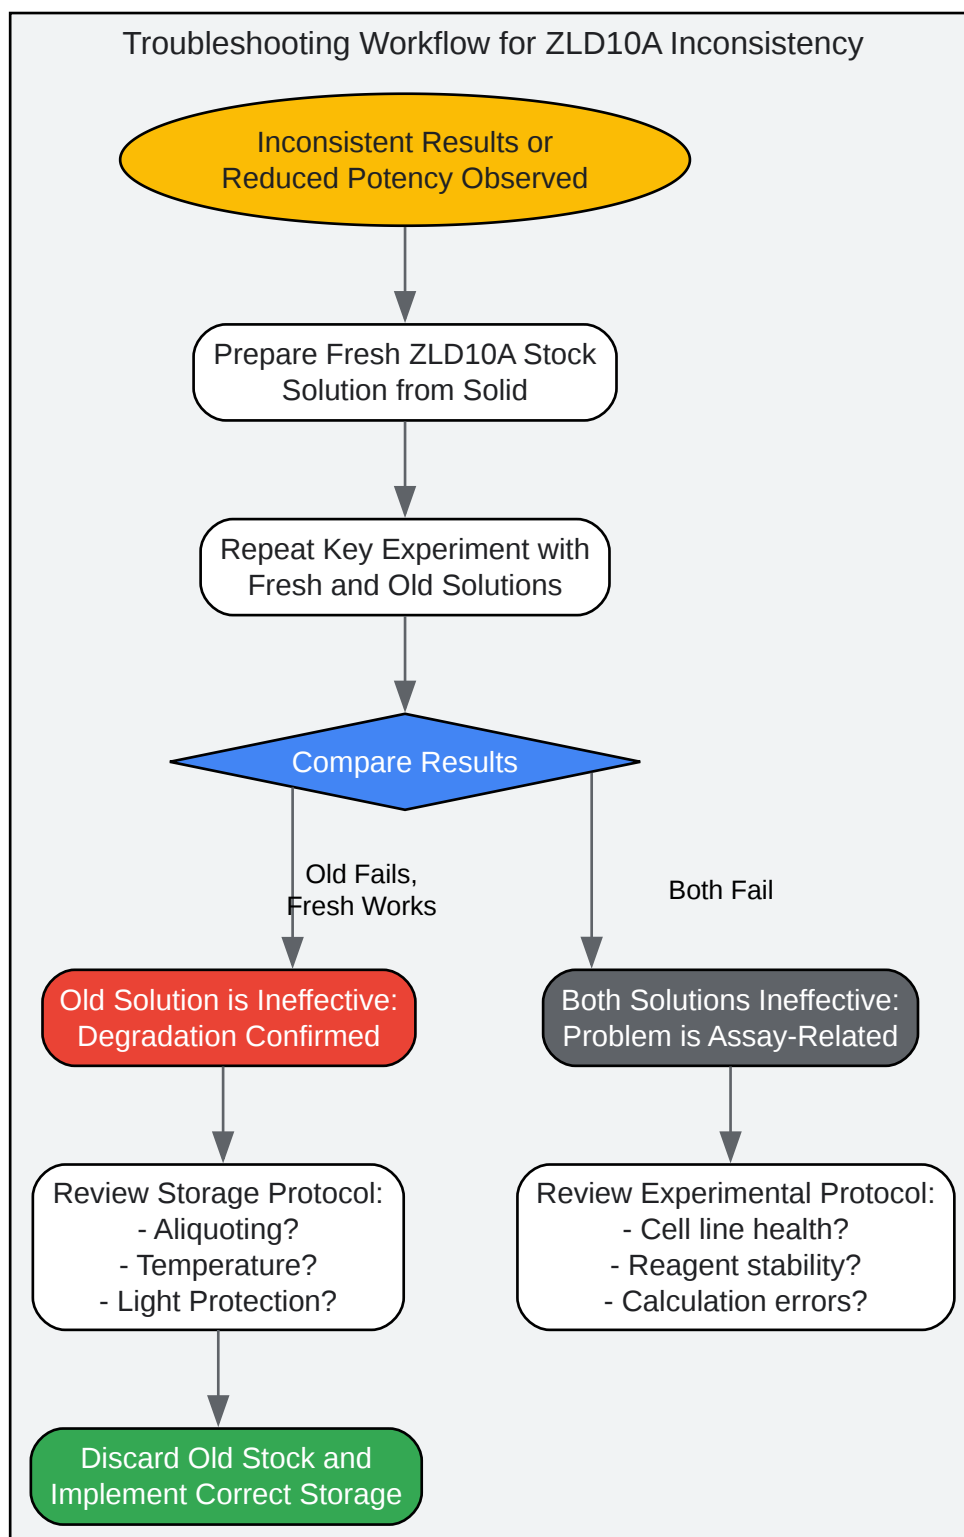 Troubleshooting Workflow for ZLD10A Inconsistency
Inconsistent Results or
Reduced Potency Observed
Prepare Fresh ZLD10A Stock
Solution from Solid
Repeat Key Experiment with
Fresh and Old Solutions
Compare Results
Old Fails,
Fresh Works
Both Fail
Old Solution is Ineffective:
Degradation Confirmed
Both Solutions Ineffective:
Problem is Assay-Related
Review Storage Protocol:
- Aliquoting?
- Temperature?
- Light Protection?
Review Experimental Protocol:
- Cell line health?
- Reagent stability?
- Calculation errors?
Discard Old Stock and
Implement Correct Storage